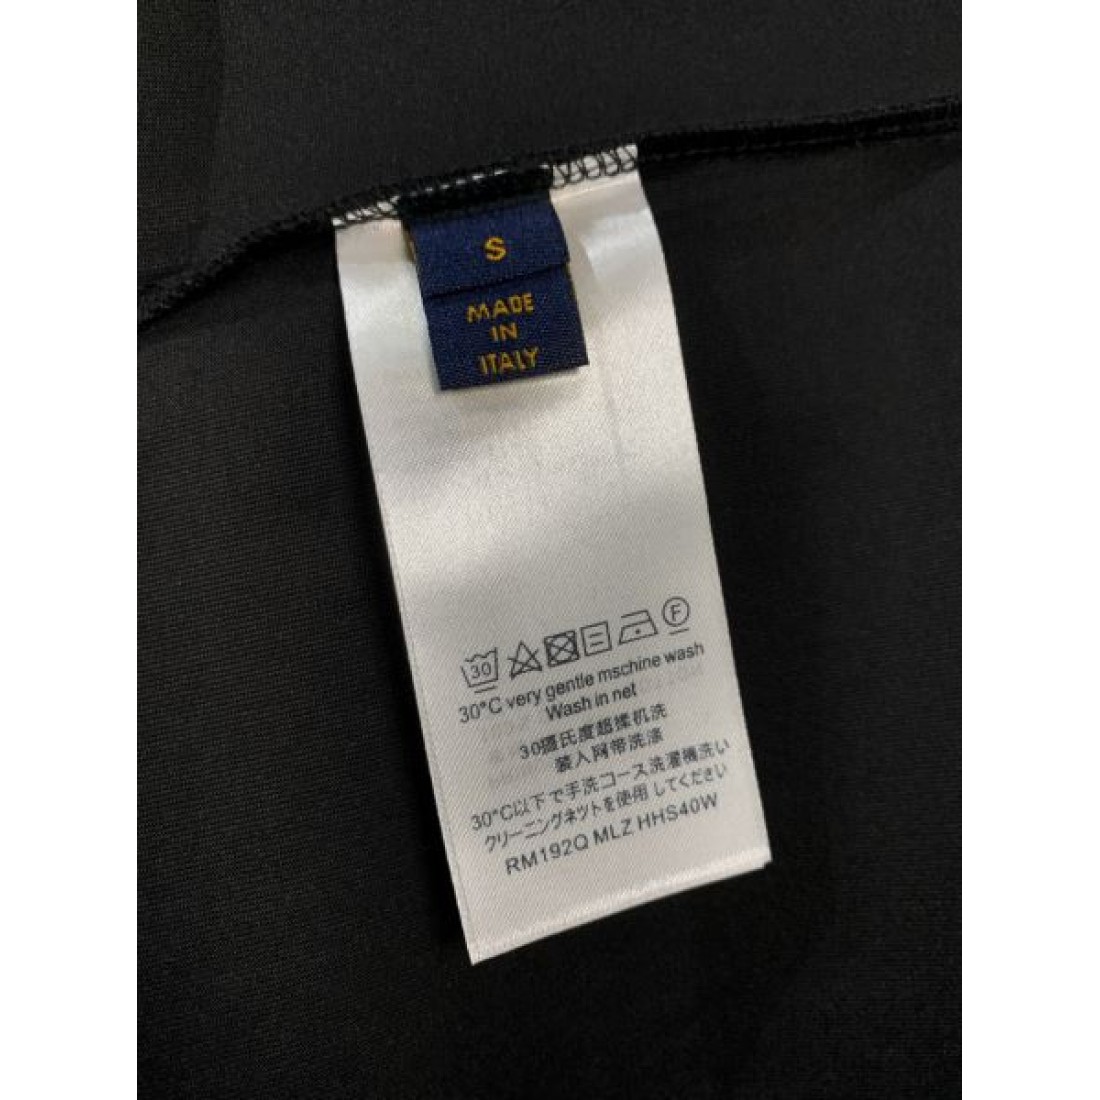 S
MADE
IN
ITALY
30
F
30°C very gentle mschine wash
Wash in net
30摄氏度超揉机洗
装入网带洗涤
30°C以下で手洗コース洗濯機洗い
クリーニングネットを使用してください
RM192Q MLZ HHS40W